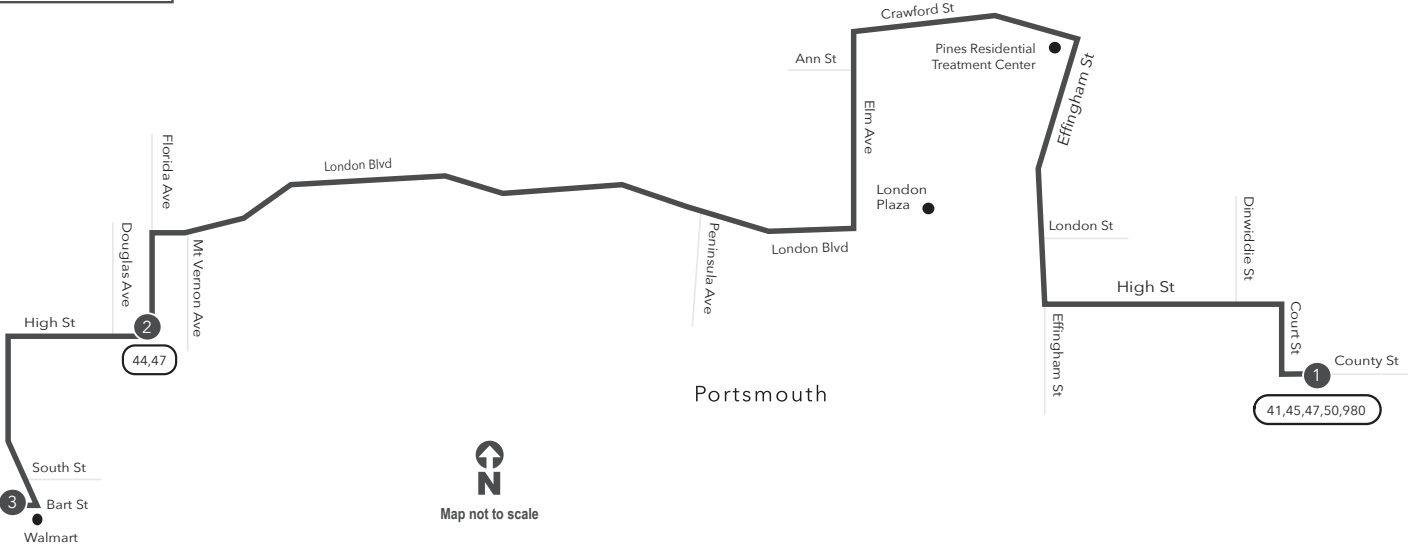 Crawford St
Pines Residential
Treatment Center
Ann St
Effingham St
Elm Ave
Florida Ave
London Blvd
London
Plaza
Douglas Ave
Mt Vernon Ave
Peninsula Ave
London Blvd
London St
Dinwiddie St
High St
High St
2
44,47
Effingham St
Court St
1
County St
41,45,47,50,980
Portsmouth
South St
3
Bart St
Walmart
N
Map not to scale